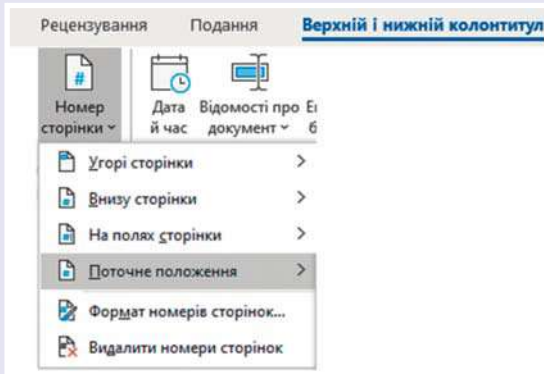 Рецензування Подання Верхній і нижній колонтитул
Номер сторінки
Дата й час
Відомості про документ
Угорі сторінки
Внизу сторінки
На полях сторінки
Поточне положення
Формат номерів сторінок...
Видалити номери сторінок